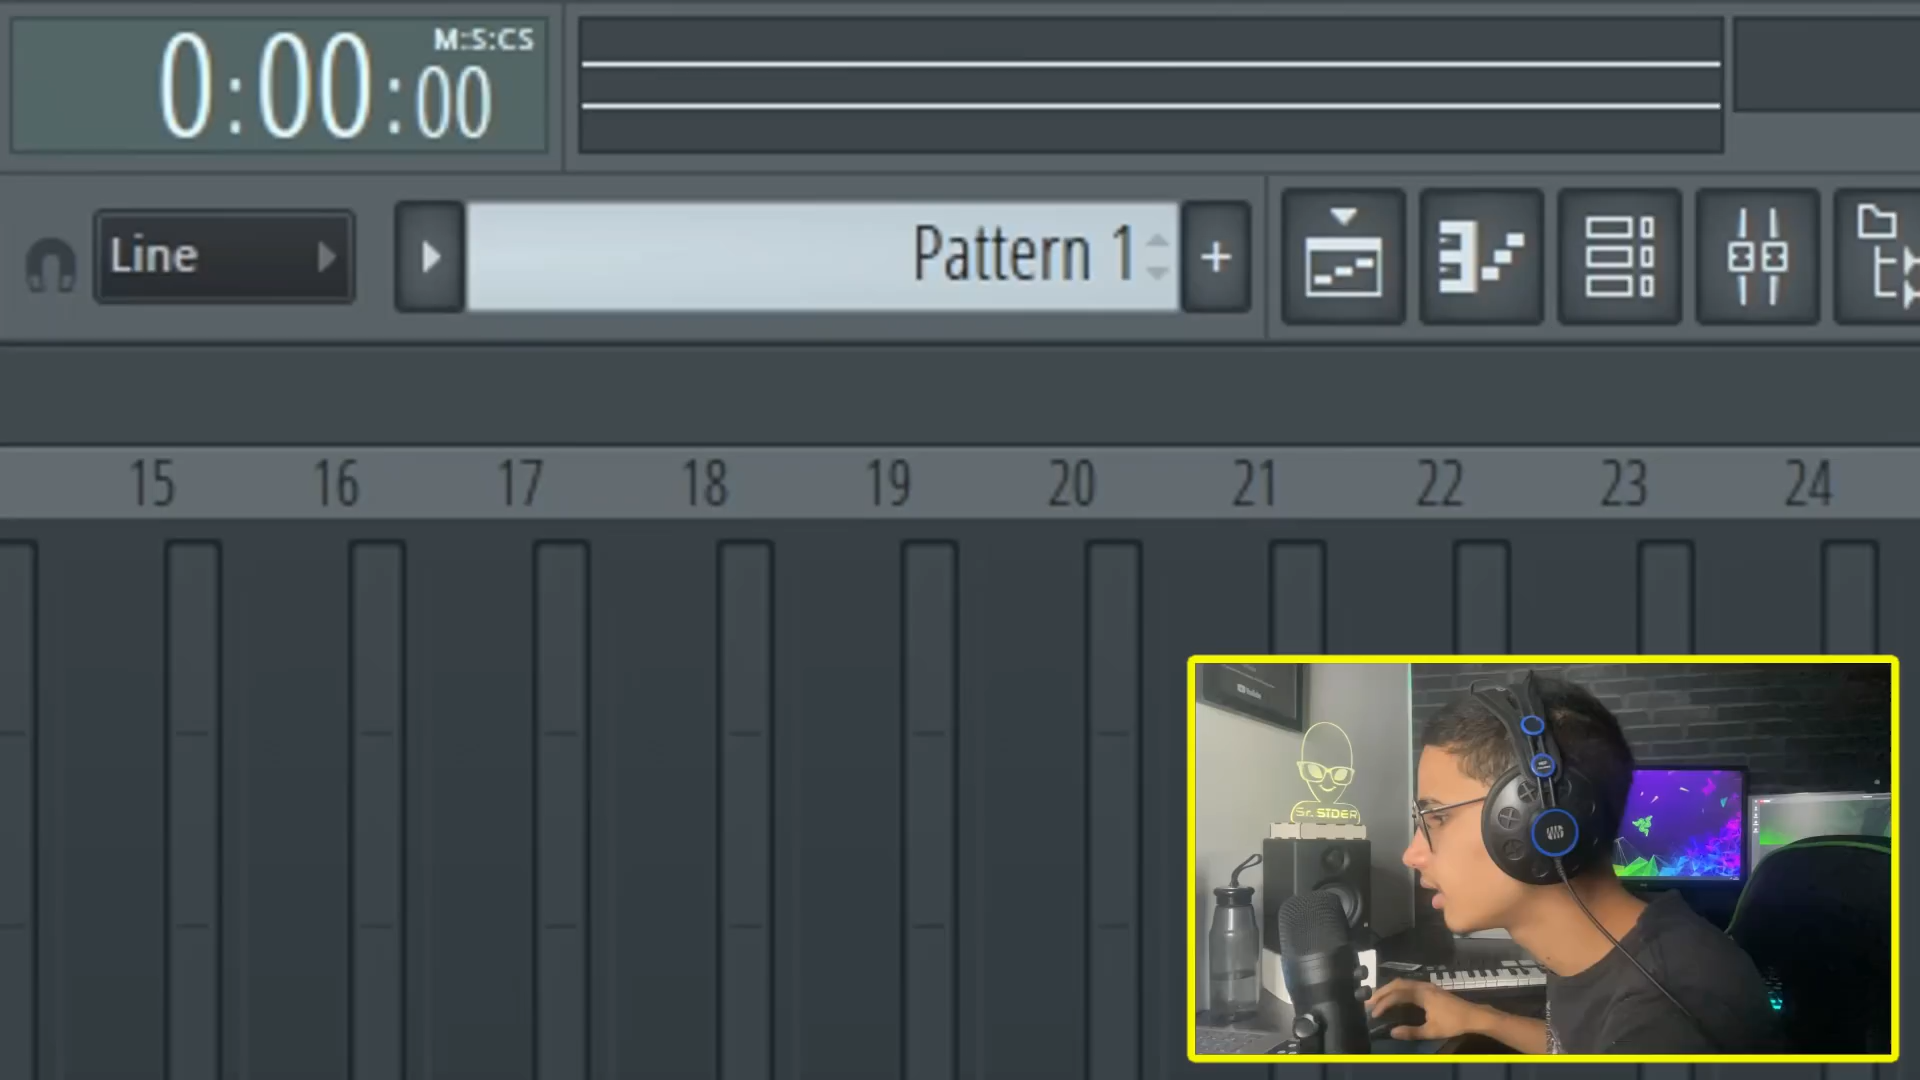 0:00:00
M:S:CS
Line
Pattern 1
+
15 16 17 18 19 20 21 22 23 24
YouTube
Sr. SIDER